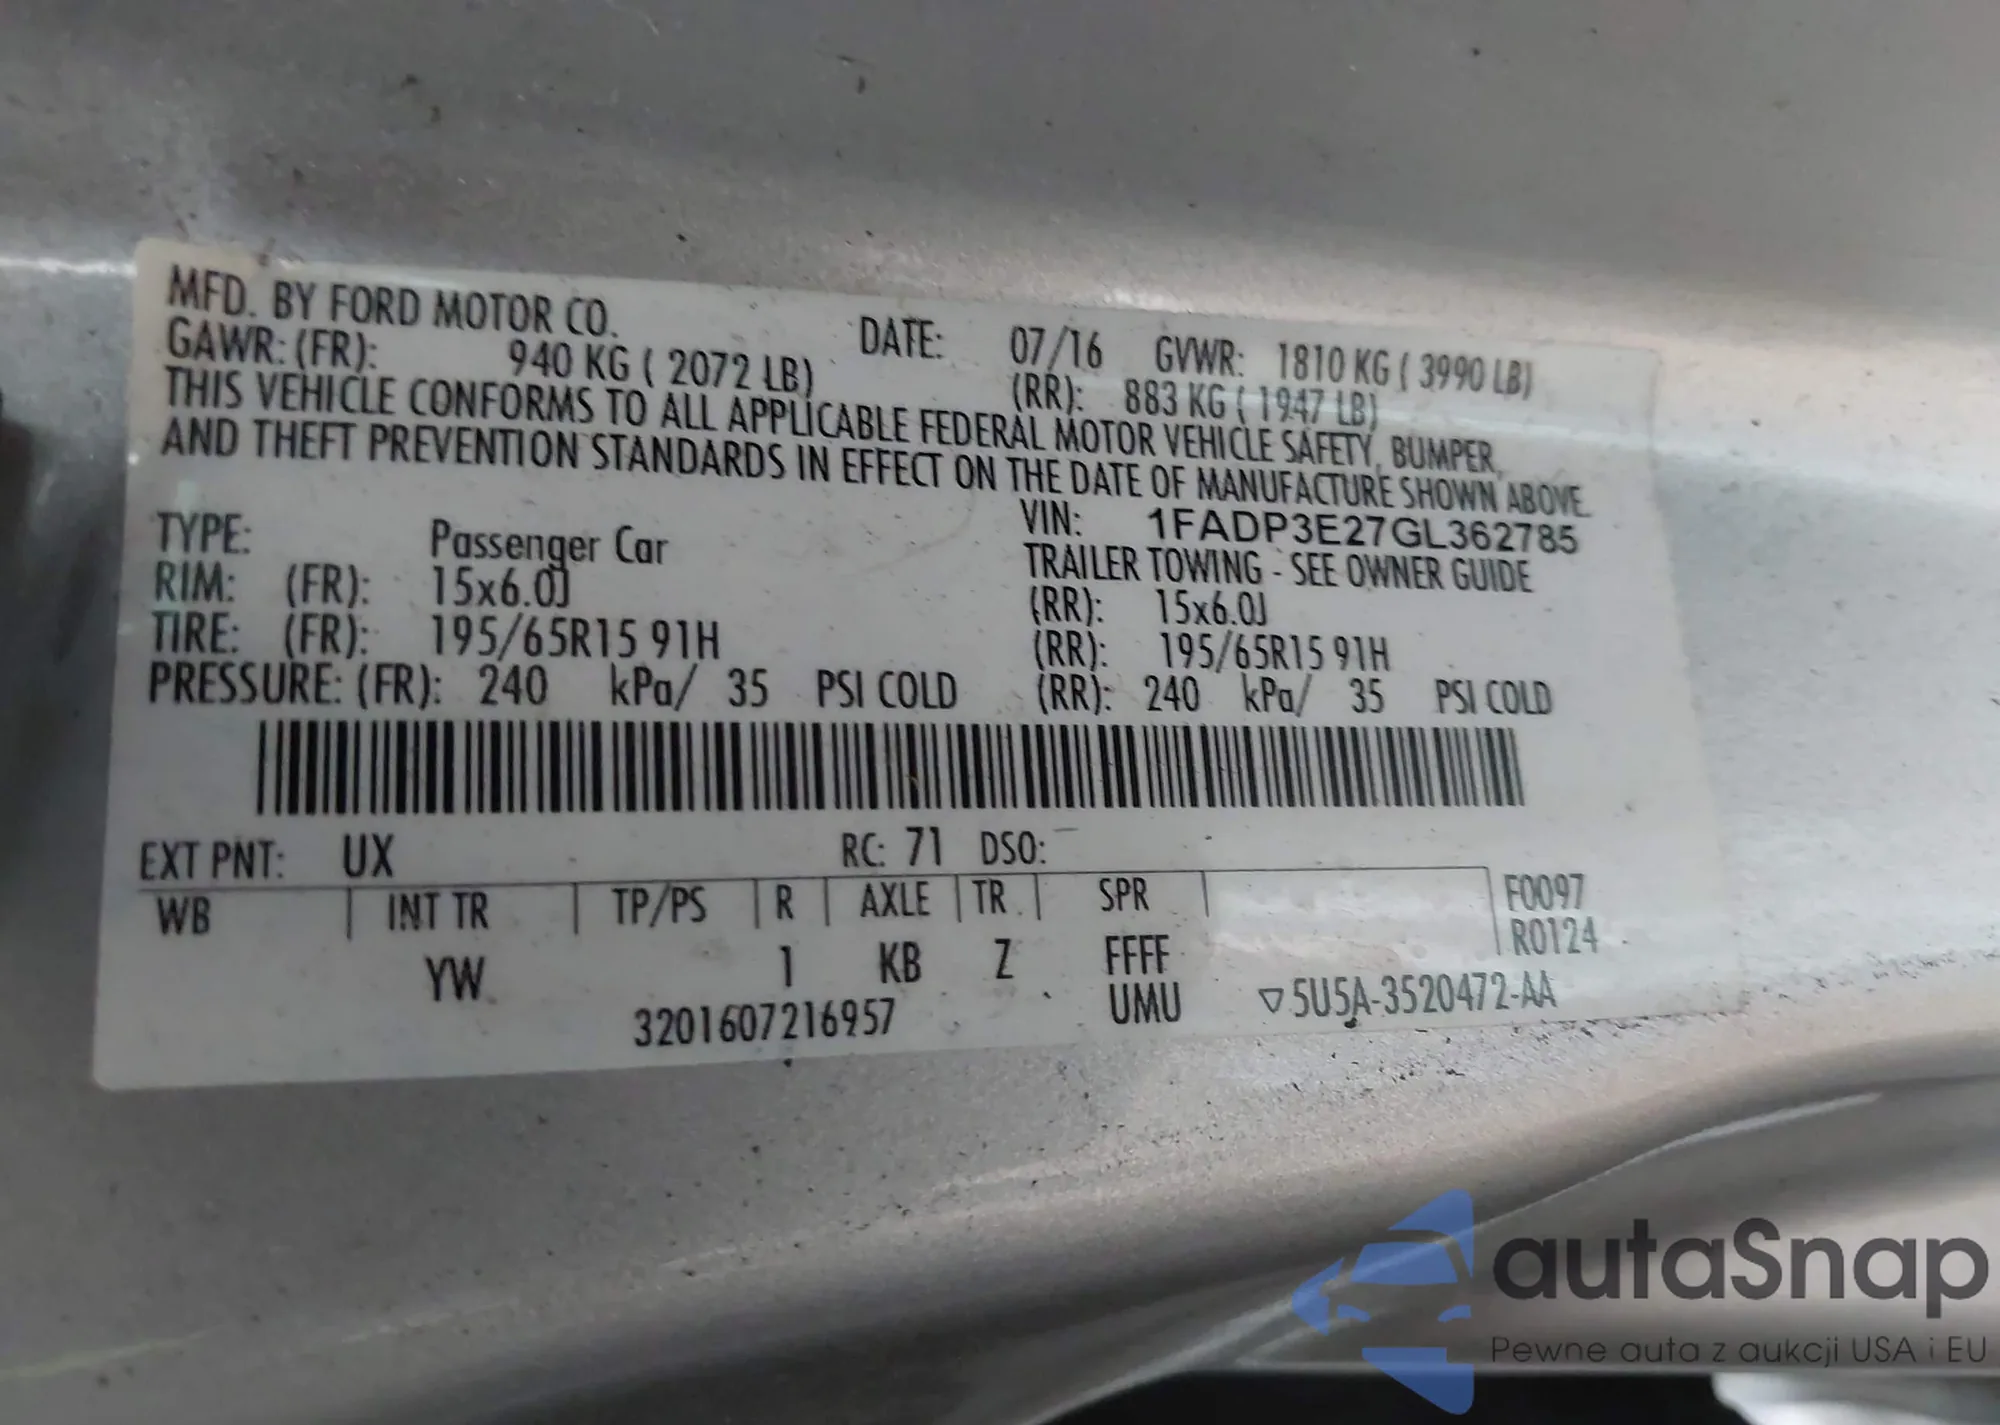 MFD. BY FORD MOTOR CO. DATE: 07/16 GVWR: 1810 KG ( 3990 LB)
GAWR: (FR): 940 KG ( 2072 LB) (RR): 883 KG ( 1947 LB)
THIS VEHICLE CONFORMS TO ALL APPLICABLE FEDERAL MOTOR VEHICLE SAFETY, BUMPER,
AND THEFT PREVENTION STANDARDS IN EFFECT ON THE DATE OF MANUFACTURE SHOWN ABOVE.
VIN: 1FADP3E27GL362785
TYPE: Passenger Car TRAILER TOWING - SEE OWNER GUIDE
RIM: (FR): 15x6.0J (RR): 15x6.0J
TIRE: (FR): 195/65R15 91H (RR): 195/65R15 91H
PRESSURE: (FR): 240 kPa/ 35 PSI COLD (RR): 240 kPa/ 35 PSI COLD
EXT PNT: UX RC: 71 DSO:
WB | INT TR | TP/PS | R | AXLE | TR | SPR | F0097
R0124
YW 1 KB Z FFFF
3201607216957 UMU ▽5U5A-3520472-AA
autaSnap
Pewne auta z aukcji USA i EU